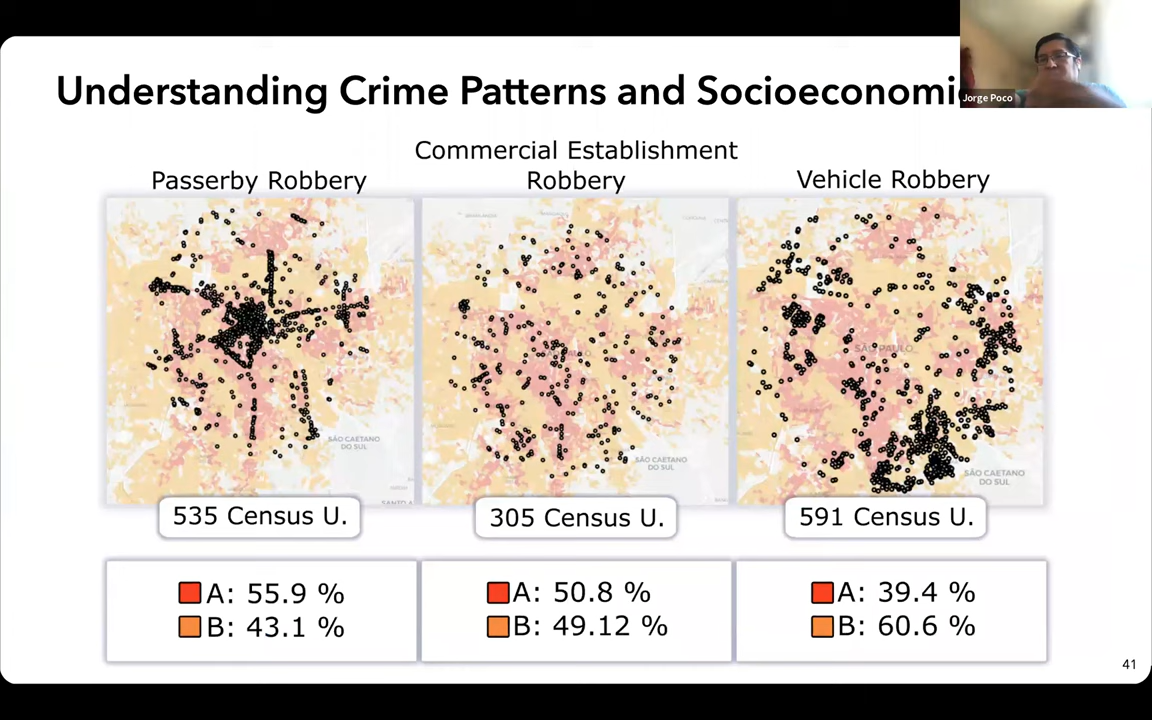 Understanding Crime Patterns and Socioeconomi
Jorge Poco
Passerby Robbery
Commercial Establishment
Robbery
Vehicle Robbery
SÃO CAETANO
DO SUL
SÃO CAETANO
DO SUL
SÃO PAULO
SÃO CAETANO
DO SUL
535 Census U.
305 Census U.
591 Census U.
A: 55.9 %
B: 43.1 %
A: 50.8 %
B: 49.12 %
A: 39.4 %
B: 60.6 %
41